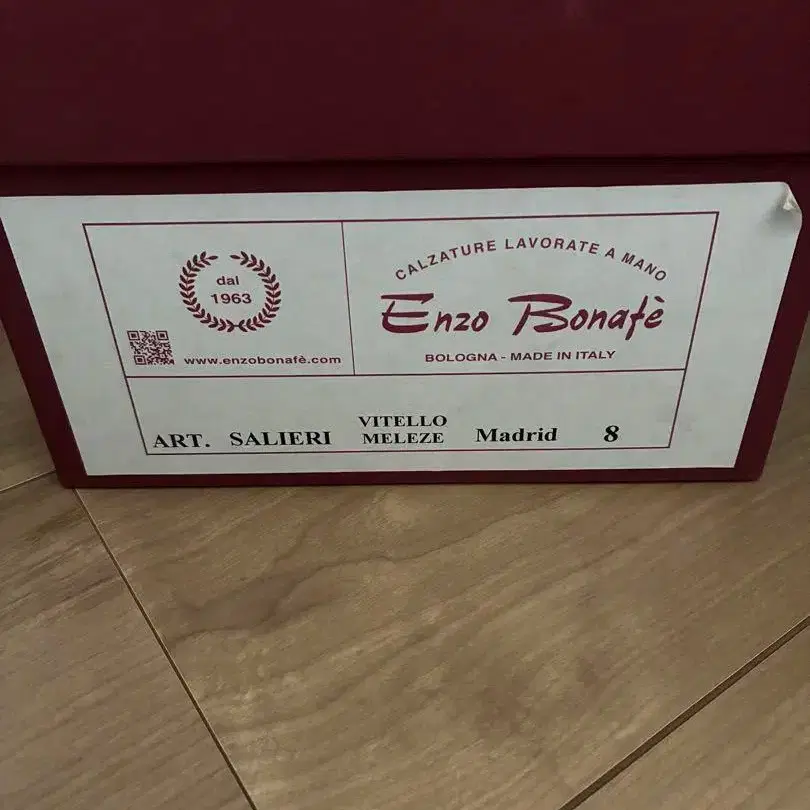 dal
1963
www.enzobonafè.com
CALZATURE LAVORATE A MANO
Enzo Bonafè
BOLOGNA - MADE IN ITALY
ART. SALIERI VITELLO MELEZE Madrid 8